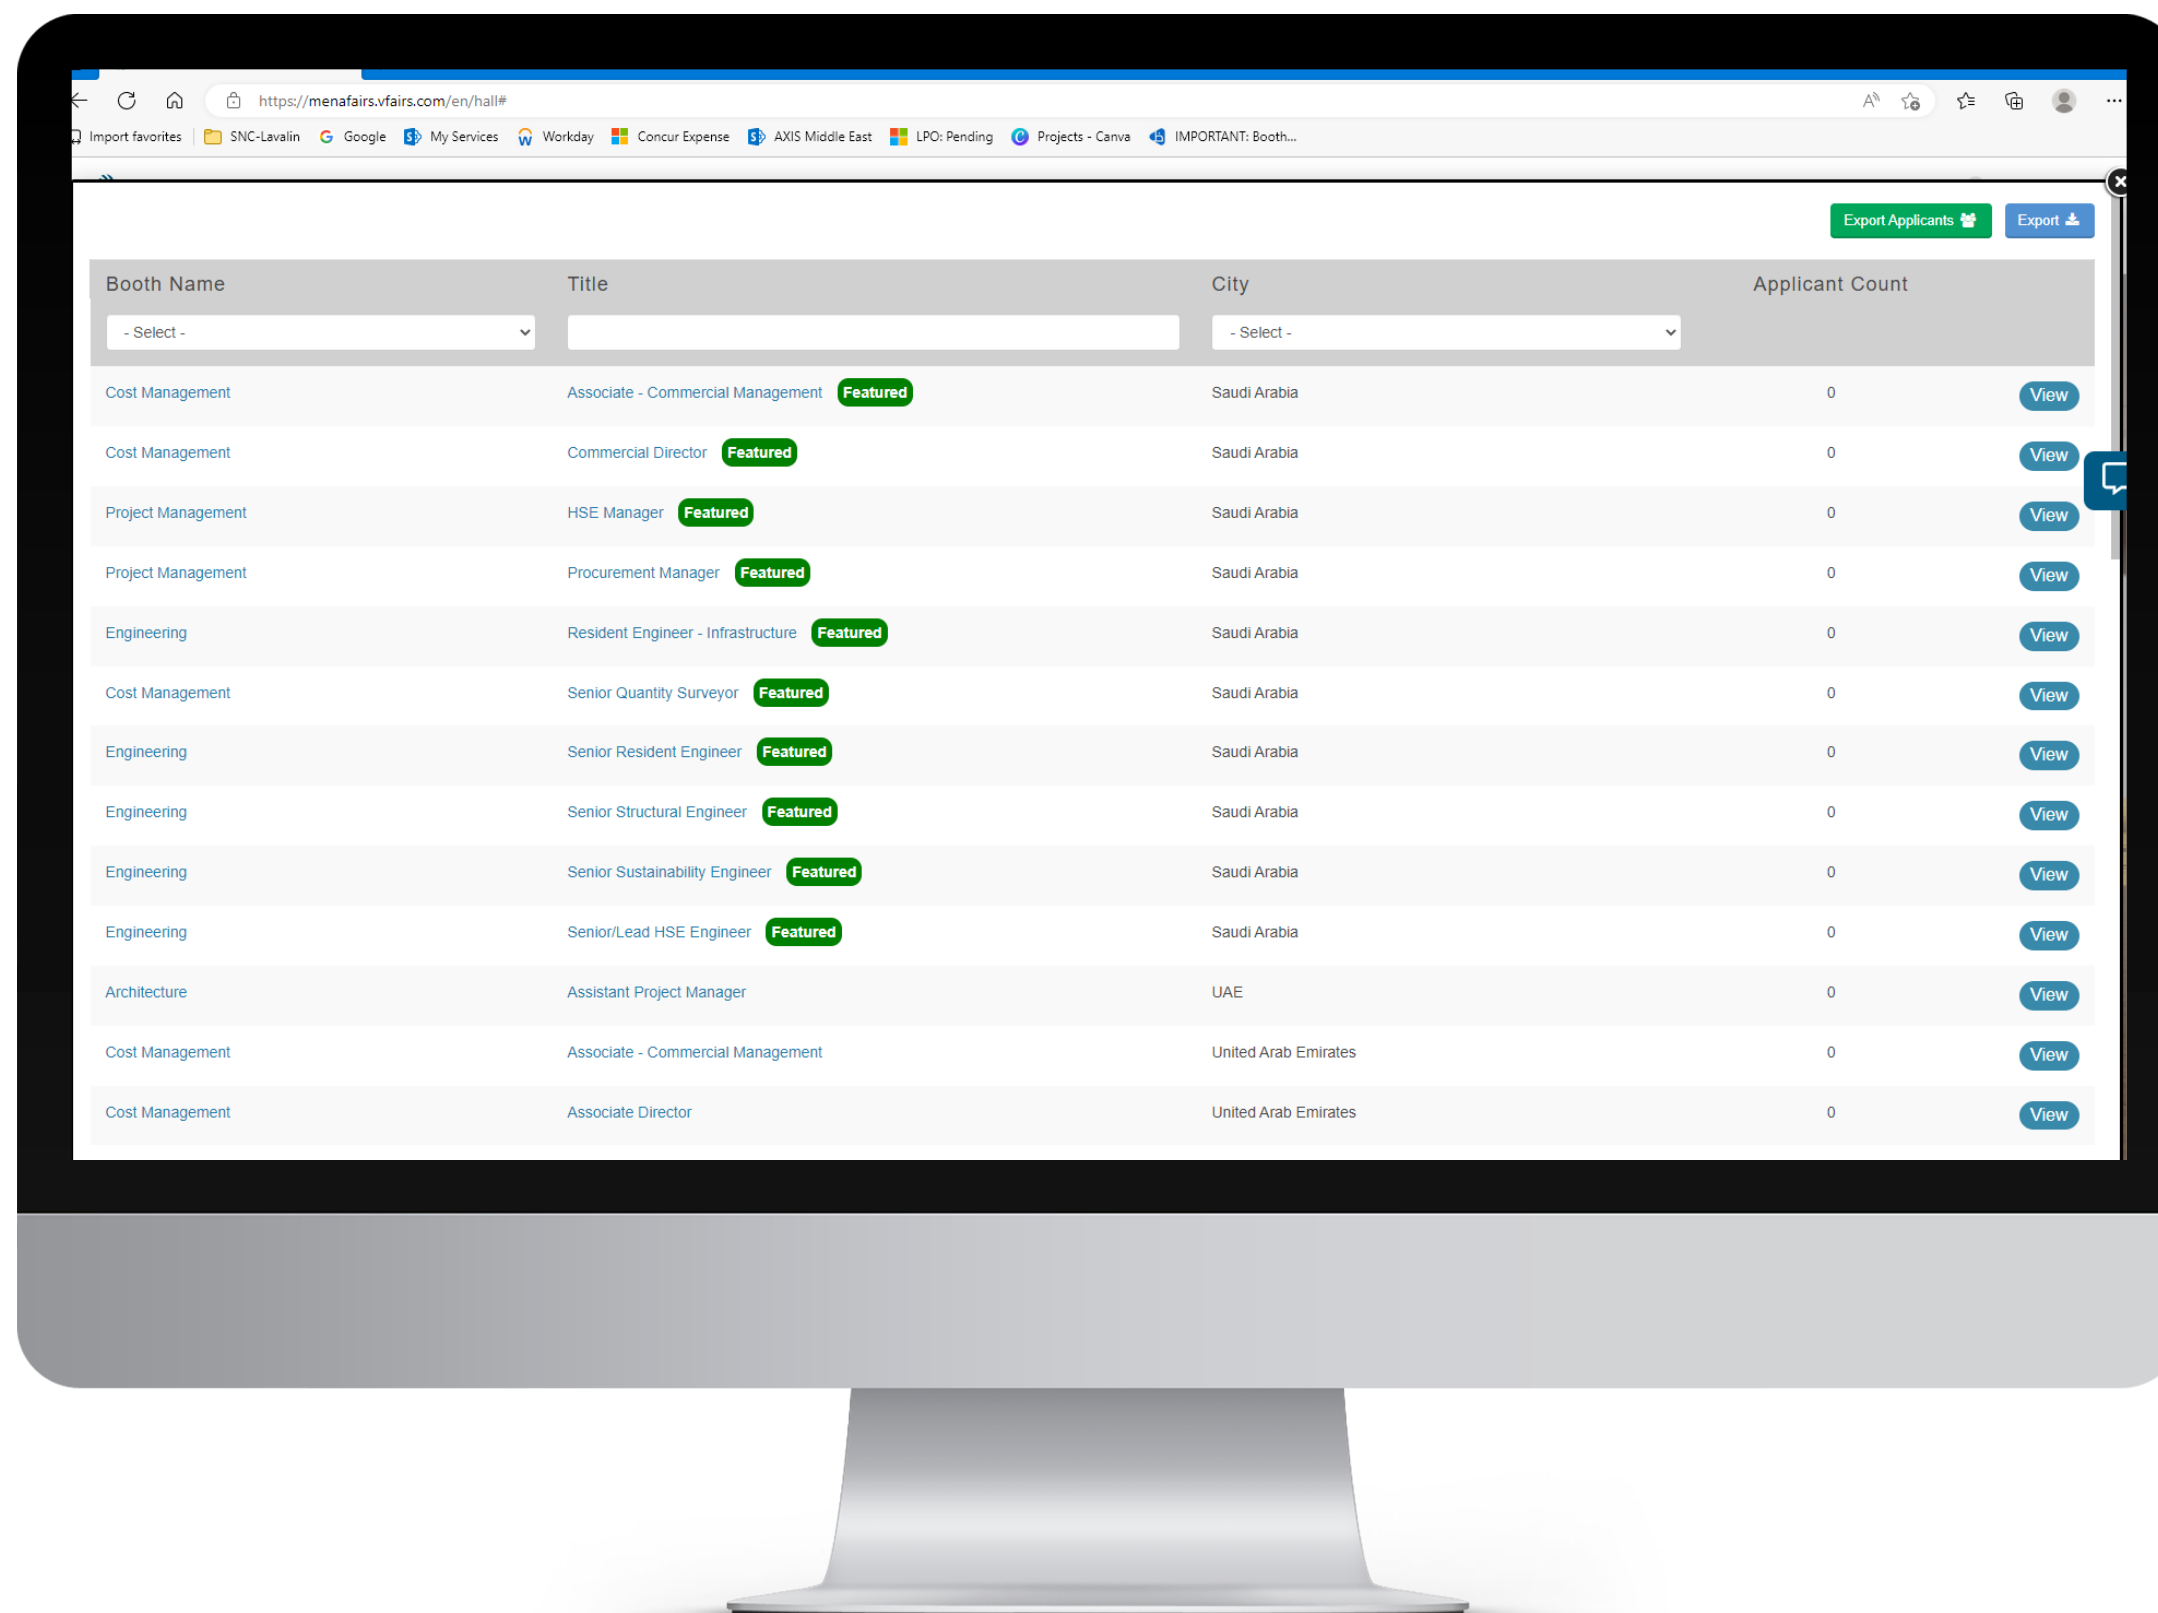 https://menafairs.vfairs.com/en/hall#
Import favorites SNC-Lavalin Google My Services Workday Concur Expense AXIS Middle East LPO: Pending Projects - Canva IMPORTANT: Booth...
Export Applicants Export
Booth Name Title City Applicant Count
- Select - - Select -
Cost Management Associate - Commercial Management Featured Saudi Arabia 0 View
Cost Management Commercial Director Featured Saudi Arabia 0 View
Project Management HSE Manager Featured Saudi Arabia 0 View
Project Management Procurement Manager Featured Saudi Arabia 0 View
Engineering Resident Engineer - Infrastructure Featured Saudi Arabia 0 View
Cost Management Senior Quantity Surveyor Featured Saudi Arabia 0 View
Engineering Senior Resident Engineer Featured Saudi Arabia 0 View
Engineering Senior Structural Engineer Featured Saudi Arabia 0 View
Engineering Senior Sustainability Engineer Featured Saudi Arabia 0 View
Engineering Senior/Lead HSE Engineer Featured Saudi Arabia 0 View
Architecture Assistant Project Manager UAE 0 View
Cost Management Associate - Commercial Management United Arab Emirates 0 View
Cost Management Associate Director United Arab Emirates 0 View